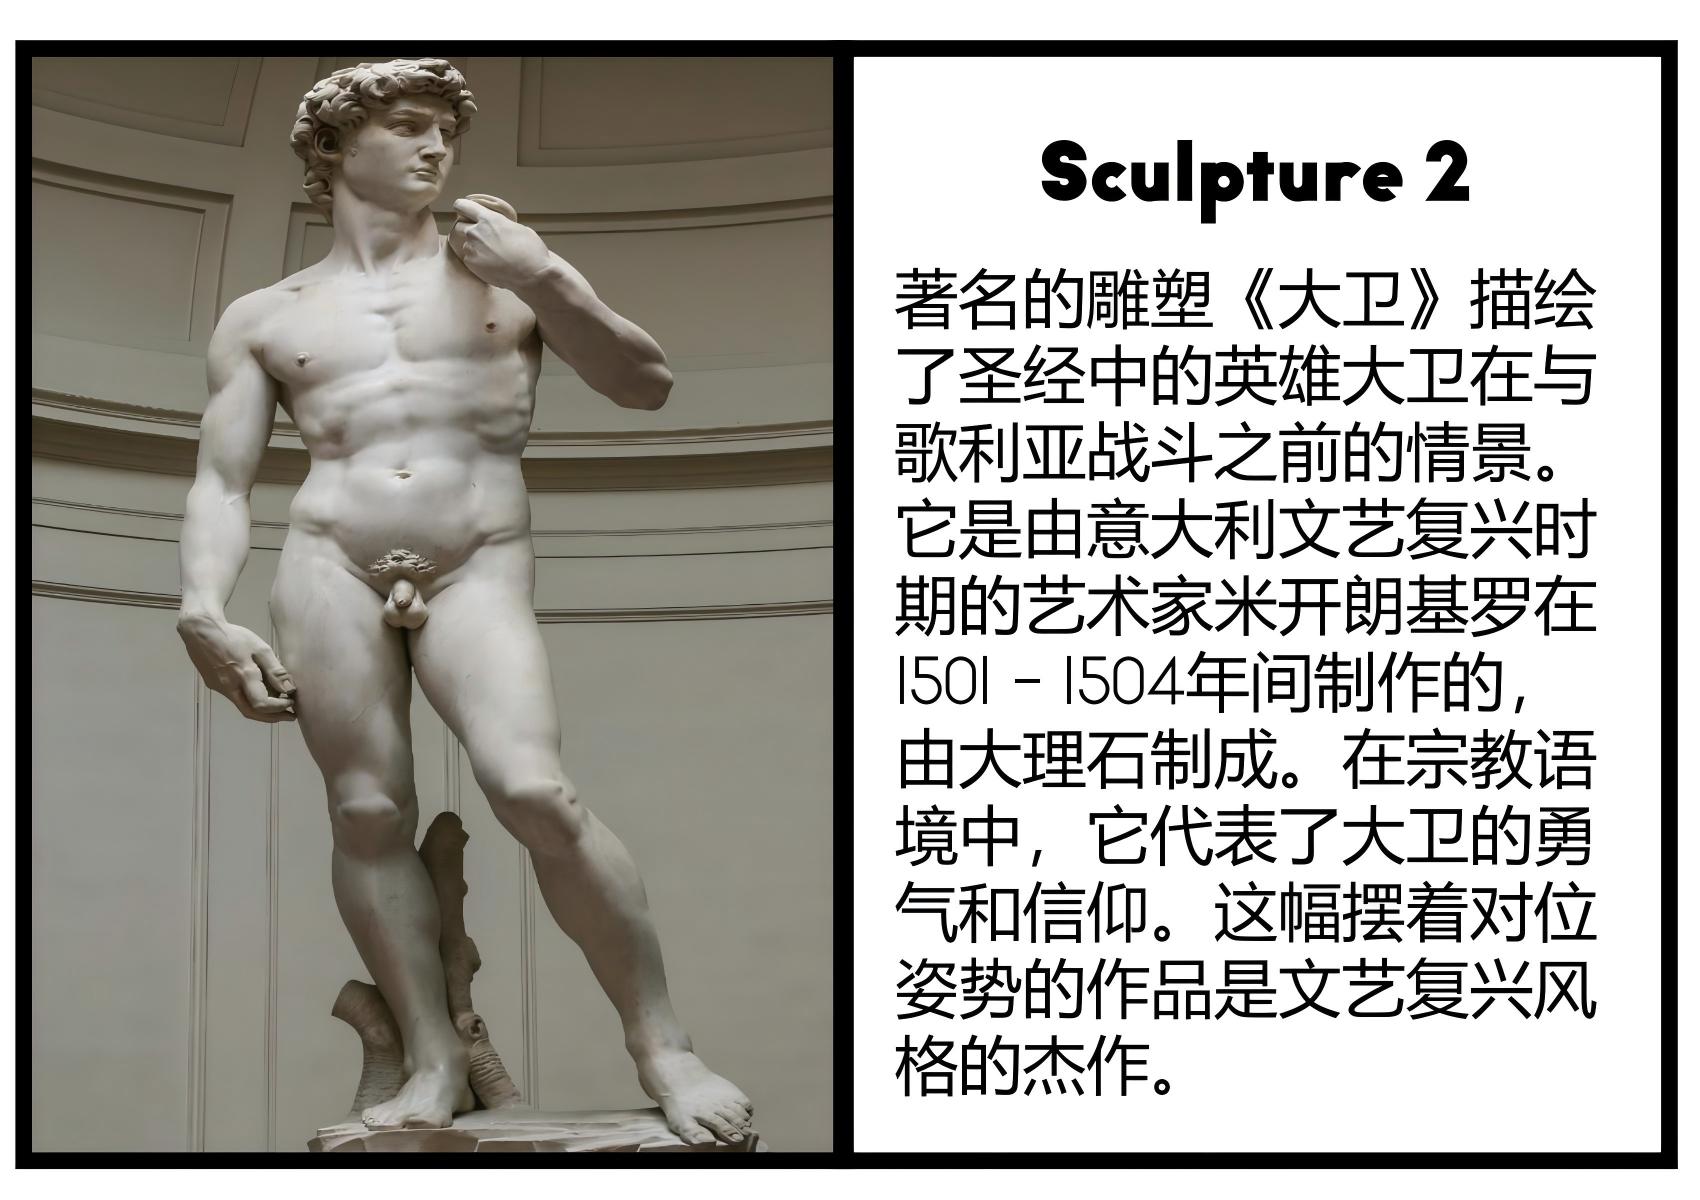 Sculpture 2
著名的雕塑《大卫》描绘
了圣经中的英雄大卫在与
歌利亚战斗之前的情景。
它是由意大利文艺复兴时
期的艺术家米开朗基罗在
1501 - 1504年间制作的，
由大理石制成。在宗教语
境中，它代表了大卫的勇
气和信仰。这幅摆着对位
姿势的作品是文艺复兴风
格的杰作。